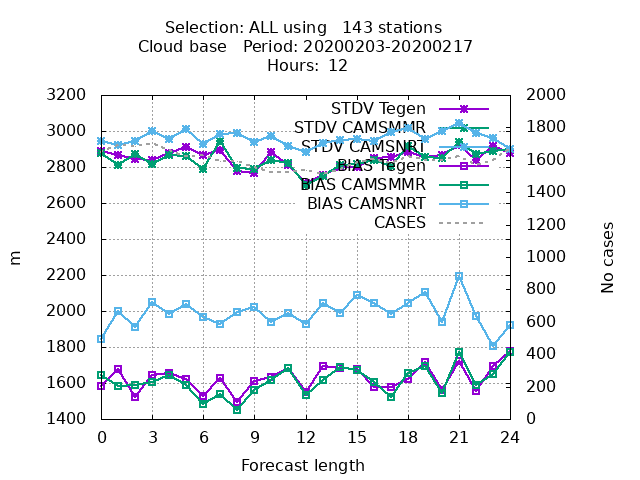 Selection: ALL using   143 stations
Cloud base   Period: 20200203-20200217
Hours:  12
3200
3000
2800
2600
2400
2200
2000
1800
1600
1400
2000
1800
1600
1400
1200
1000
800
600
400
200
0
m
No cases
STDV Tegen
STDV CAMSMMR
STDV CAMSNRT
BIAS Tegen
BIAS CAMSMMR
BIAS CAMSNRT
CASES
0 3 6 9 12 15 18 21 24
Forecast length